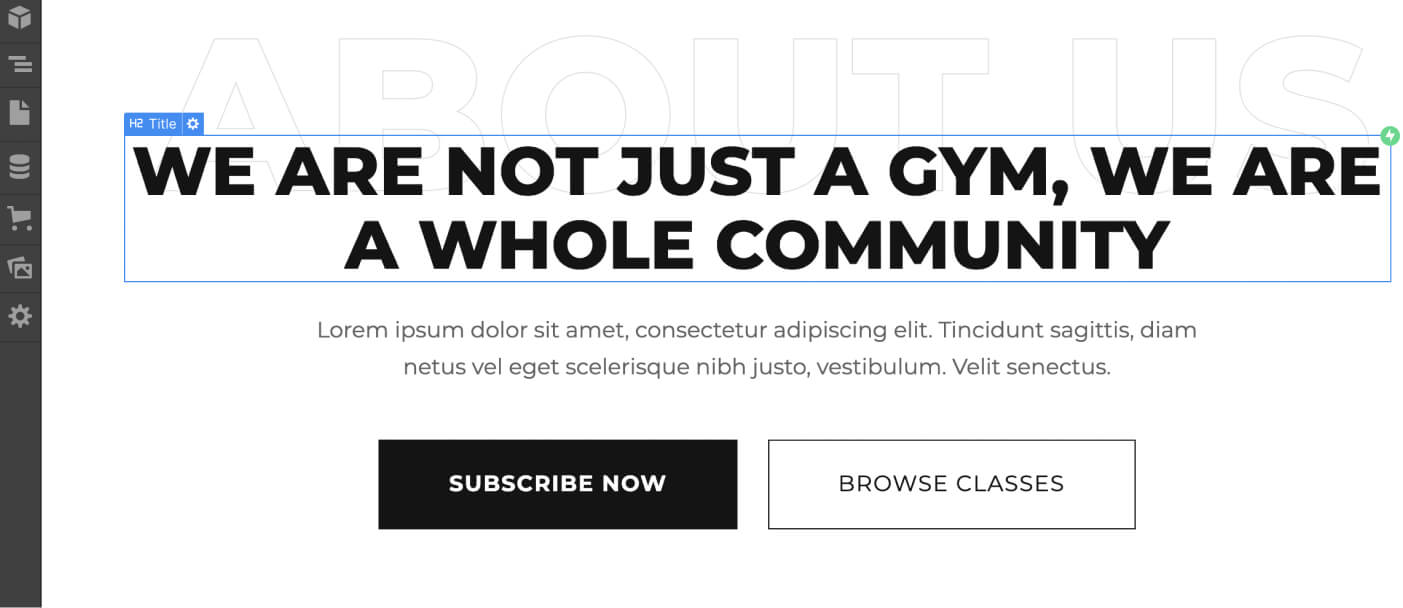 ABOUT US
H2 Title
WE ARE NOT JUST A GYM, WE ARE
A WHOLE COMMUNITY
Lorem ipsum dolor sit amet, consectetur adipiscing elit. Tincidunt sagittis, diam
netus vel eget scelerisque nibh justo, vestibulum. Velit senectus.
SUBSCRIBE NOW
BROWSE CLASSES